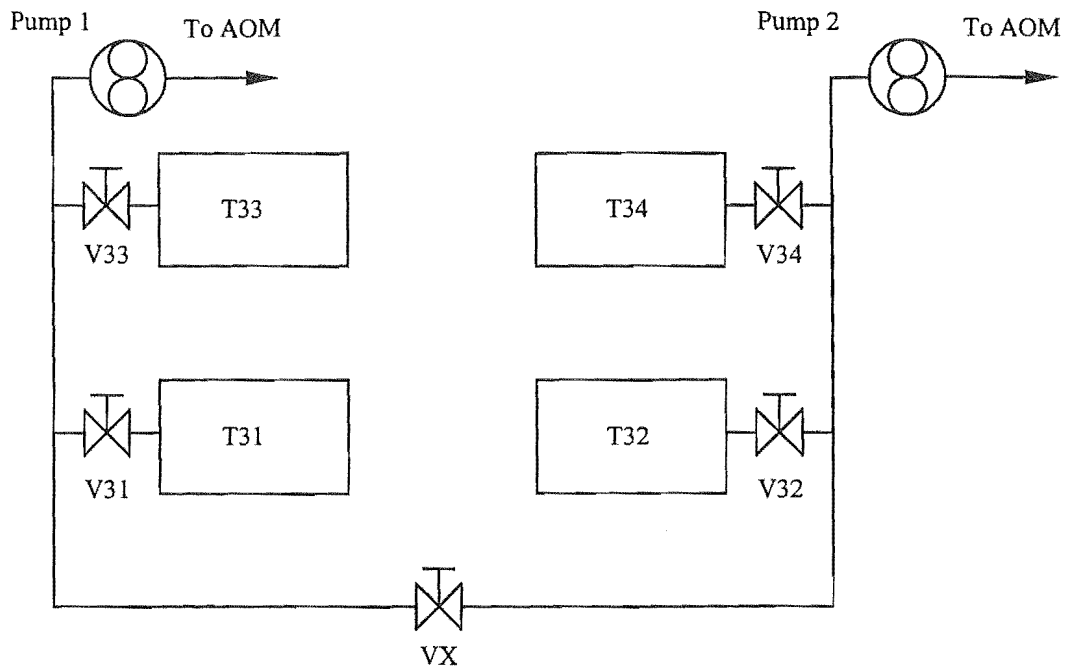 Pump 1
To AOM
Pump 2
To AOM
T33
T34
V33
V34
T31
T32
V31
V32
VX